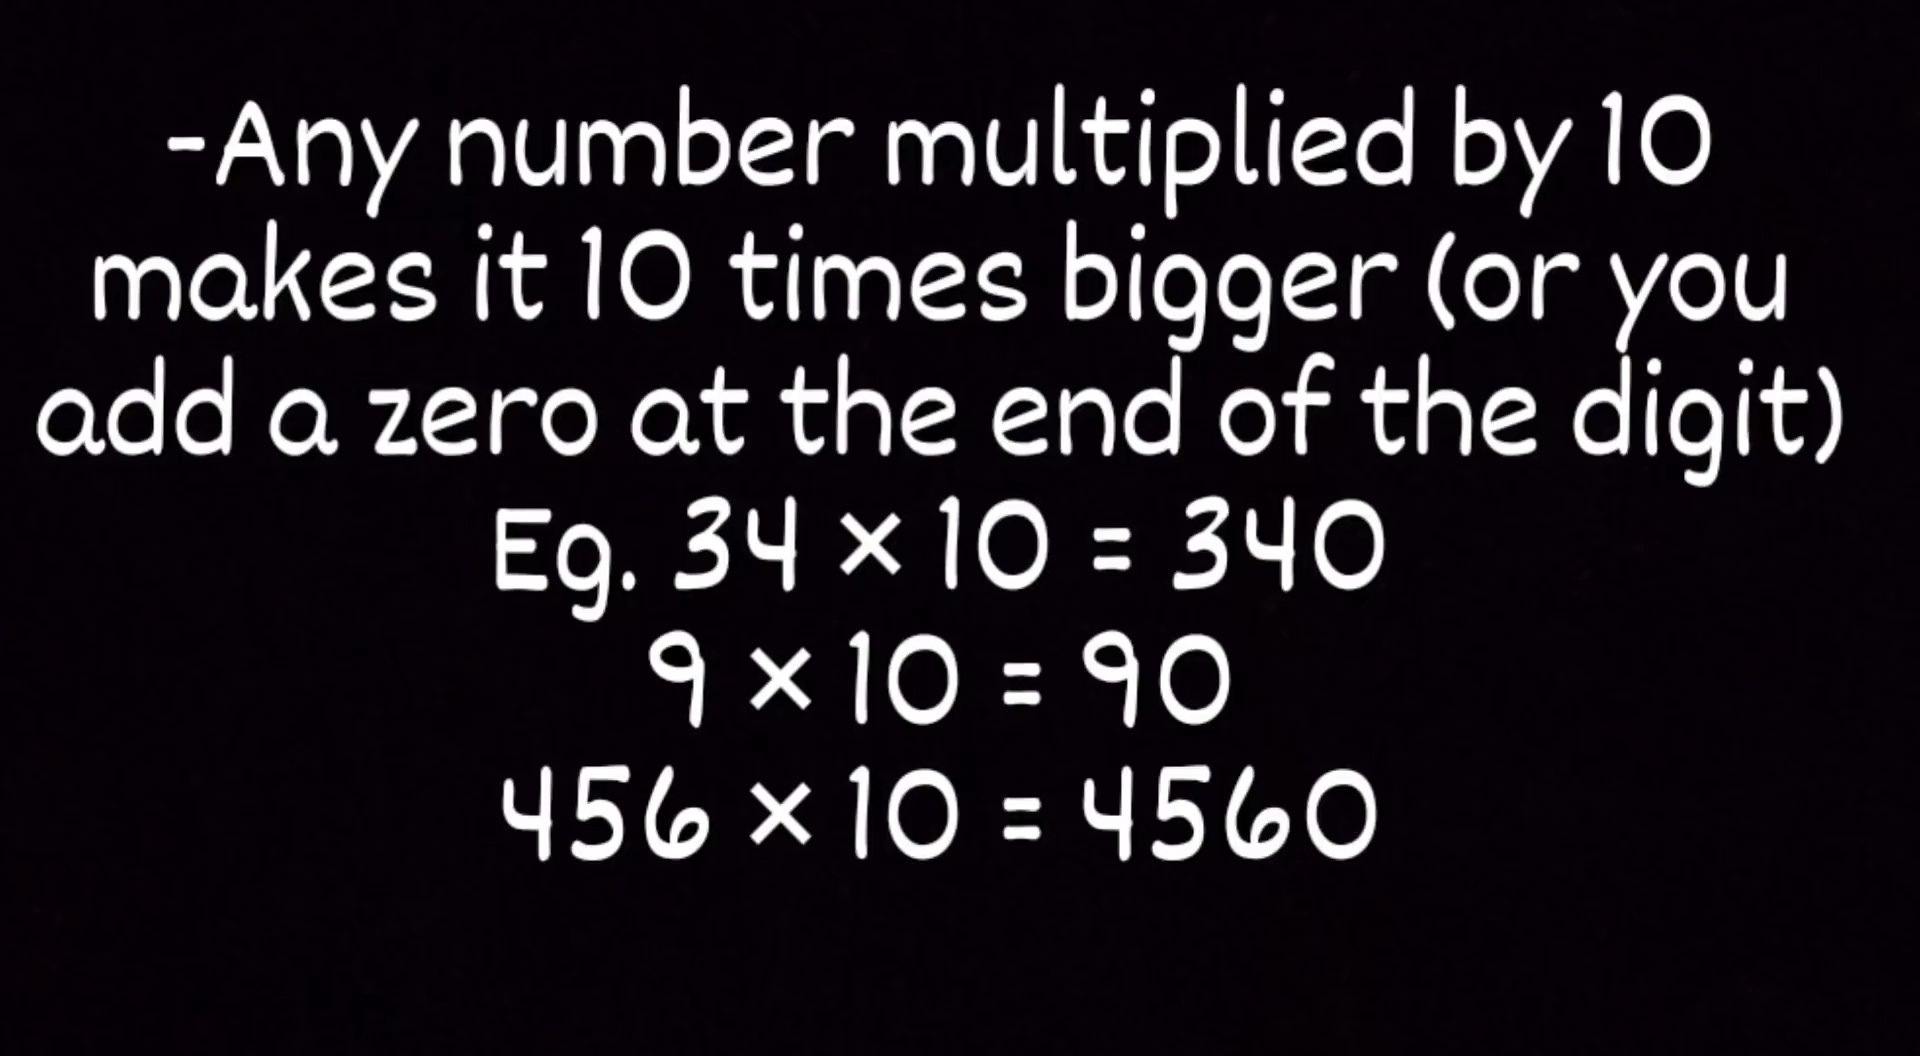 -Any number multiplied by 10
makes it 10 times bigger (or you
add a zero at the end of the digit)
Eg. 34 × 10 = 340
9 × 10 = 90
456 × 10 = 4560